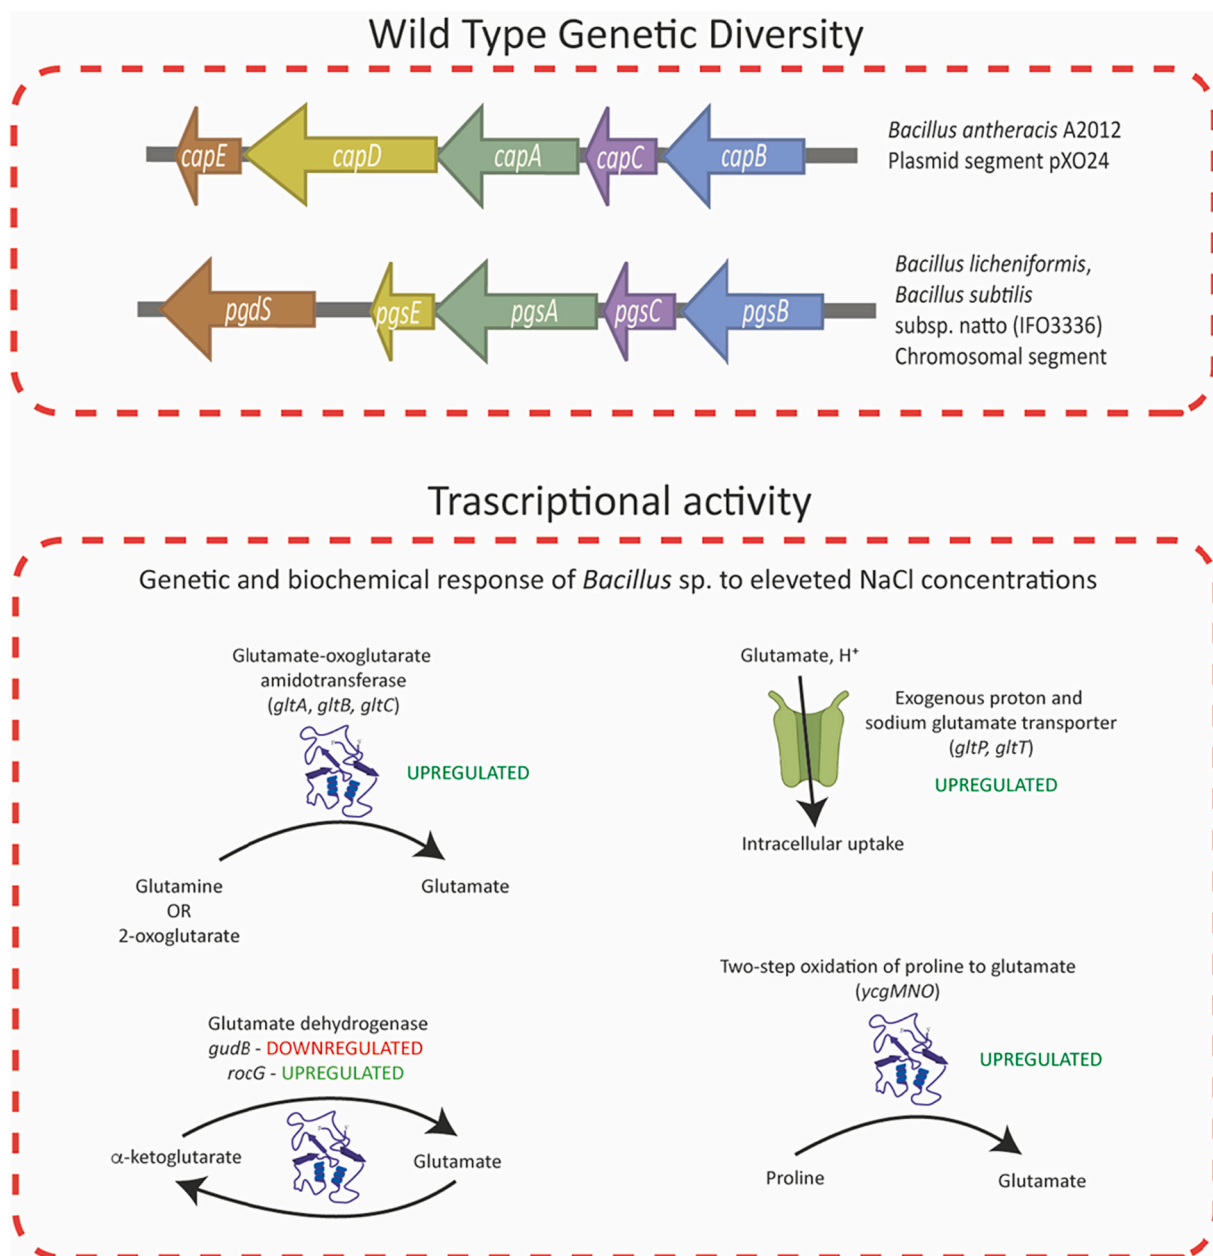 Wild Type Genetic Diversity
capE capD capA capC capB
Bacillus antheracis A2012
Plasmid segment pXO24
pgdS pgsE pgsA pgsC pgsB
Bacillus licheniformis,
Bacillus subtilis
subsp. natto (IFO3336)
Chromosomal segment
Trascriptional activity
Genetic and biochemical response of Bacillus sp. to eleveted NaCl concentrations
Glutamate-oxoglutarate
amidotransferase
(gltA, gltB, gltC)
UPREGULATED
Glutamine
OR
2-oxoglutarate
Glutamate
Glutamate, H⁺
Exogenous proton and
sodium glutamate transporter
(gltP, gltT)
UPREGULATED
Intracellular uptake
Glutamate dehydrogenase
gudB - DOWNREGULATED
rocG - UPREGULATED
α-ketoglutarate
Glutamate
Two-step oxidation of proline to glutamate
(ycgMNO)
UPREGULATED
Proline
Glutamate